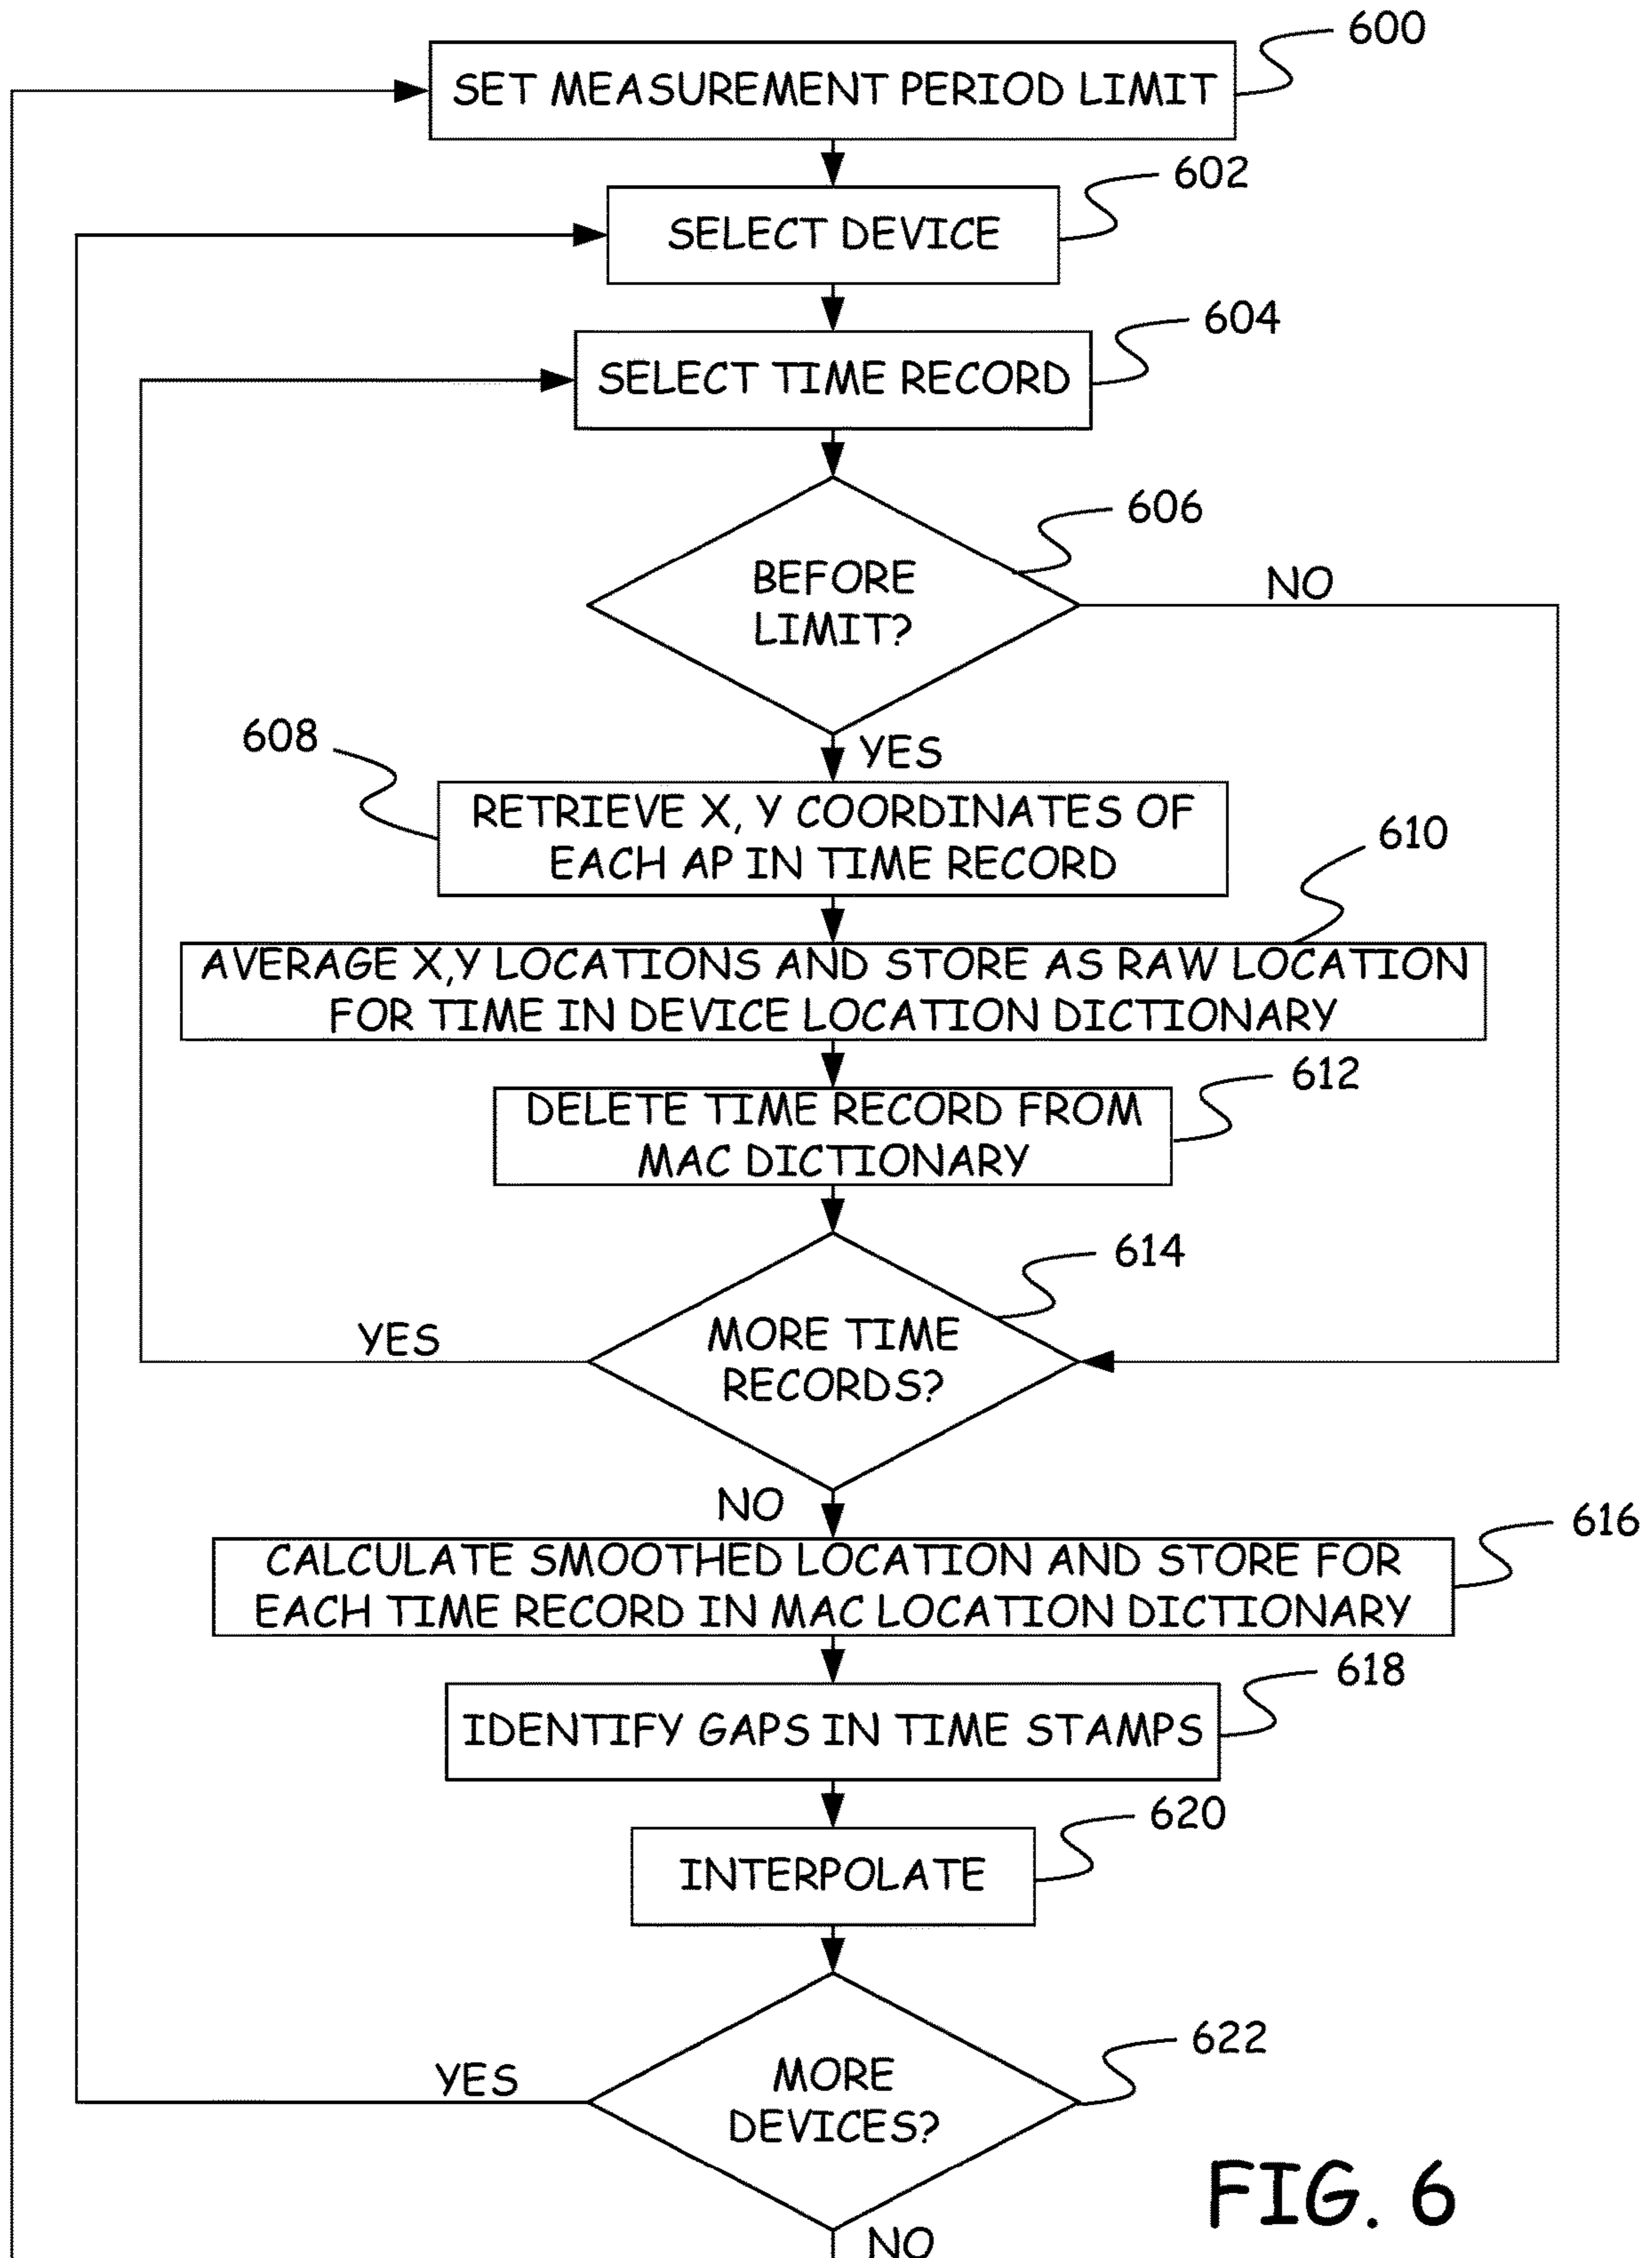 600
SET MEASUREMENT PERIOD LIMIT
602
SELECT DEVICE
604
SELECT TIME RECORD
606
BEFORE
LIMIT?
NO
YES
608
RETRIEVE X, Y COORDINATES OF
EACH AP IN TIME RECORD
610
AVERAGE X,Y LOCATIONS AND STORE AS RAW LOCATION
FOR TIME IN DEVICE LOCATION DICTIONARY
612
DELETE TIME RECORD FROM
MAC DICTIONARY
614
MORE TIME
RECORDS?
YES
NO
616
CALCULATE SMOOTHED LOCATION AND STORE FOR
EACH TIME RECORD IN MAC LOCATION DICTIONARY
618
IDENTIFY GAPS IN TIME STAMPS
620
INTERPOLATE
622
MORE
DEVICES?
YES
NO
FIG. 6